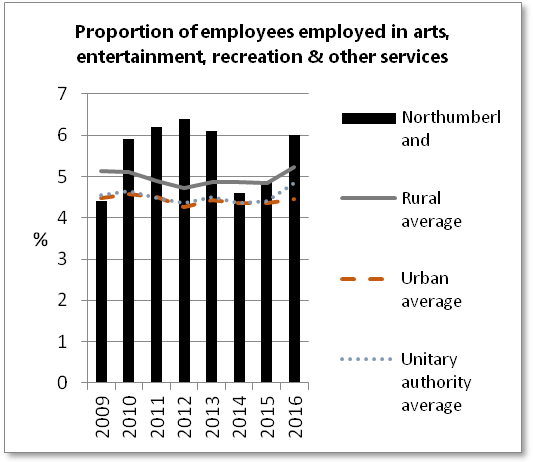 Proportion of employees employed in arts,
entertainment, recreation & other services
7
6
5
4
3
2
1
0
%
2009
2010
2011
2012
2013
2014
2015
2016
Northumberl
and
Rural
average
Urban
average
Unitary
authority
average